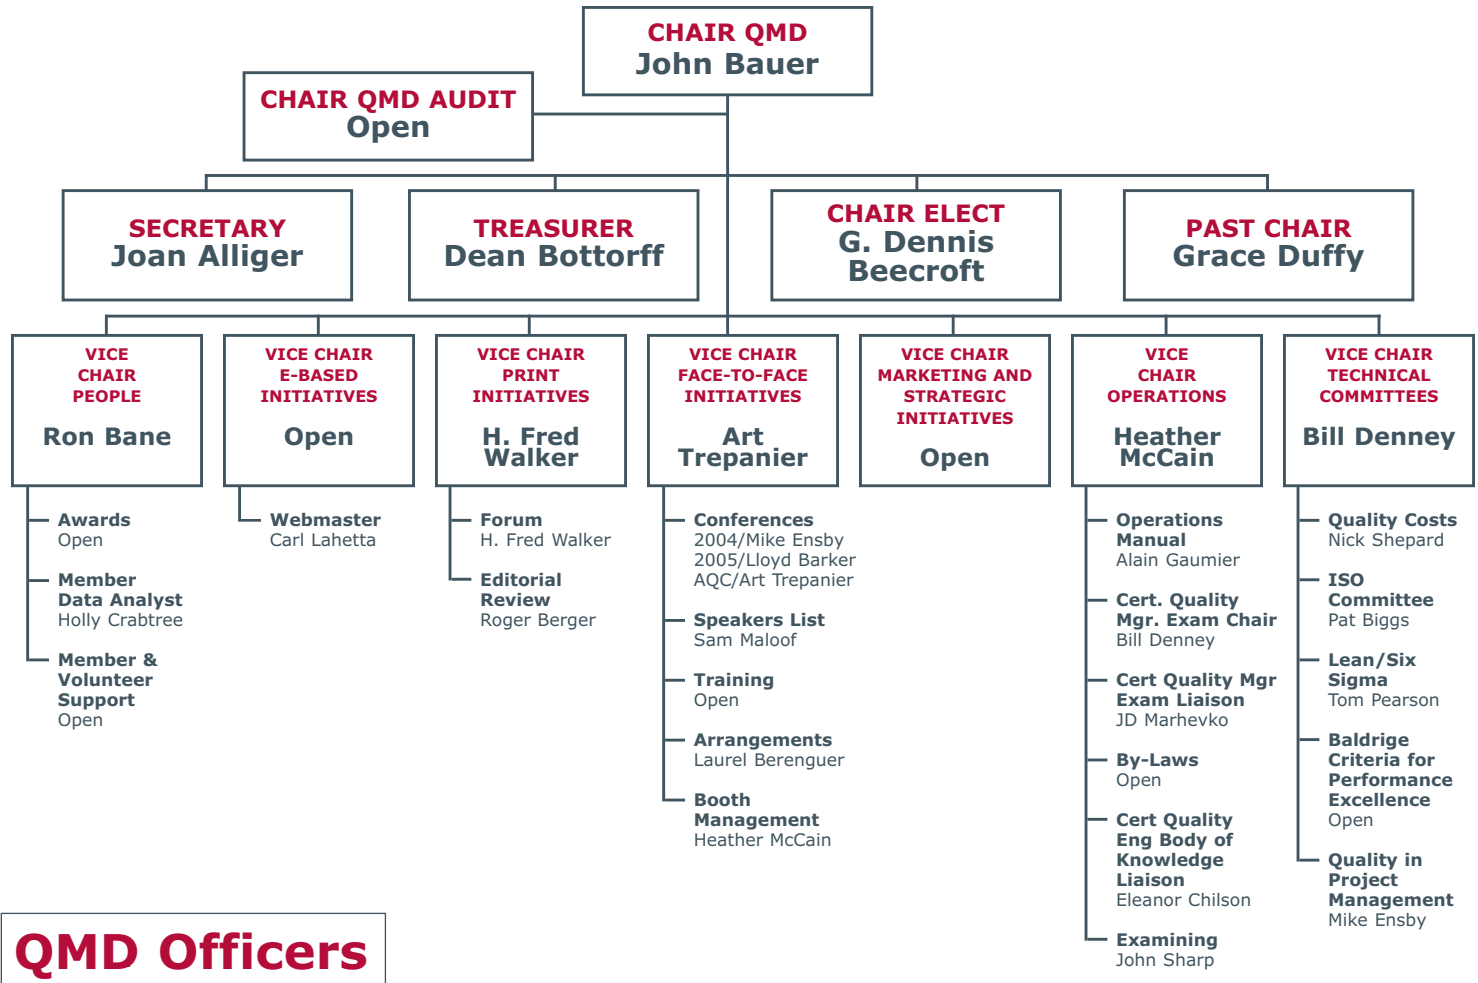 CHAIR QMD
John Bauer
CHAIR QMD AUDIT
Open
SECRETARY
Joan Alliger
TREASURER
Dean Bottorff
CHAIR ELECT
G. Dennis
Beecroft
PAST CHAIR
Grace Duffy
VICE
CHAIR
PEOPLE
Ron Bane
Awards
Open
Member
Data Analyst
Holly Crabtree
Member &
Volunteer
Support
Open
VICE CHAIR
E-BASED
INITIATIVES
Open
Webmaster
Carl Lahetta
VICE CHAIR
PRINT
INITIATIVES
H. Fred
Walker
Forum
H. Fred Walker
Editorial
Review
Roger Berger
VICE CHAIR
FACE-TO-FACE
INITIATIVES
Art
Trepanier
Conferences
2004/Mike Ensby
2005/Lloyd Barker
AQC/Art Trepanier
Speakers List
Sam Maloof
Training
Open
Arrangements
Laurel Berenguer
Booth
Management
Heather McCain
VICE CHAIR
MARKETING AND
STRATEGIC
INITIATIVES
Open
VICE
CHAIR
OPERATIONS
Heather
McCain
Operations
Manual
Alain Gaumier
Cert. Quality
Mgr. Exam Chair
Bill Denney
Cert Quality Mgr
Exam Liaison
JD Marhevko
By-Laws
Open
Cert Quality
Eng Body of
Knowledge
Liaison
Eleanor Chilson
Examining
John Sharp
VICE CHAIR
TECHNICAL
COMMITTEES
Bill Denney
Quality Costs
Nick Shepard
ISO
Committee
Pat Biggs
Lean/Six
Sigma
Tom Pearson
Baldrige
Criteria for
Performance
Excellence
Open
Quality in
Project
Management
Mike Ensby
QMD Officers